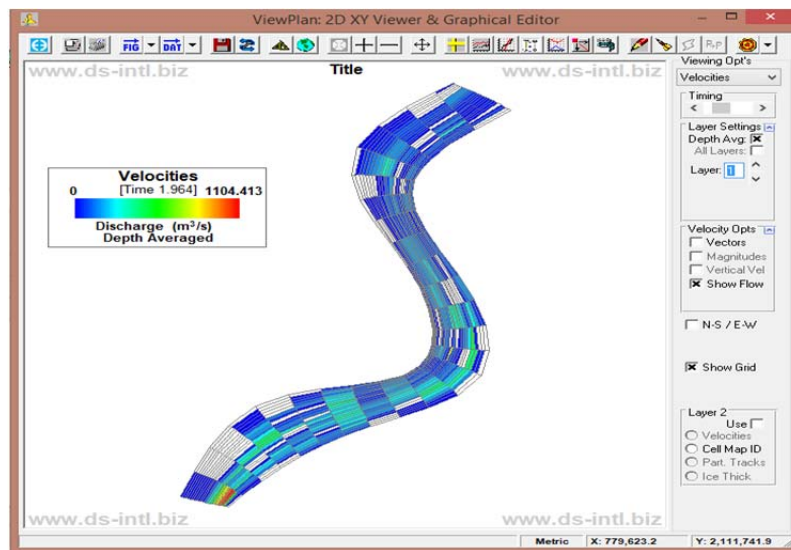 ViewPlan: 2D XY Viewer & Graphical Editor
FIG DAT
Viewing Opt's
www.ds-intl.biz Title www.ds-intl.biz
Velocities
Timing
Layer Settings
Depth Avg:
All Layers:
Layer: 1
Velocities
0 [Time 1.964] 1104.413
Discharge (m³/s)
Depth Averaged
Velocity Opts
Vectors
Magnitudes
Vertical Vel
Show Flow
N-S / E-W
Show Grid
Layer 2
Use
Velocities
Cell Map ID
Part. Tracks
Ice Thick
www.ds-intl.biz www.ds-intl.biz
Metric X: 779,623.2 Y: 2,111,741.9